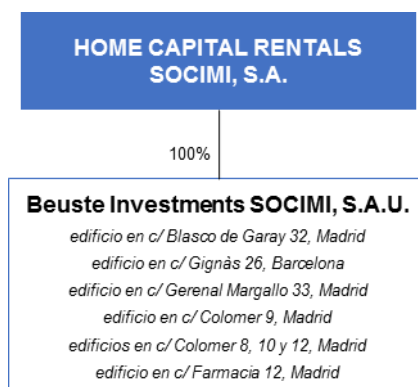 HOME CAPITAL RENTALS
SOCIMI, S.A.
100%
Beuste Investments SOCIMI, S.A.U.
edificio en c/ Blasco de Garay 32, Madrid
edificio en c/ Gignàs 26, Barcelona
edificio en c/ Gerenal Margallo 33, Madrid
edificio en c/ Colomer 9, Madrid
edificios en c/ Colomer 8, 10 y 12, Madrid
edificio en c/ Farmacia 12, Madrid